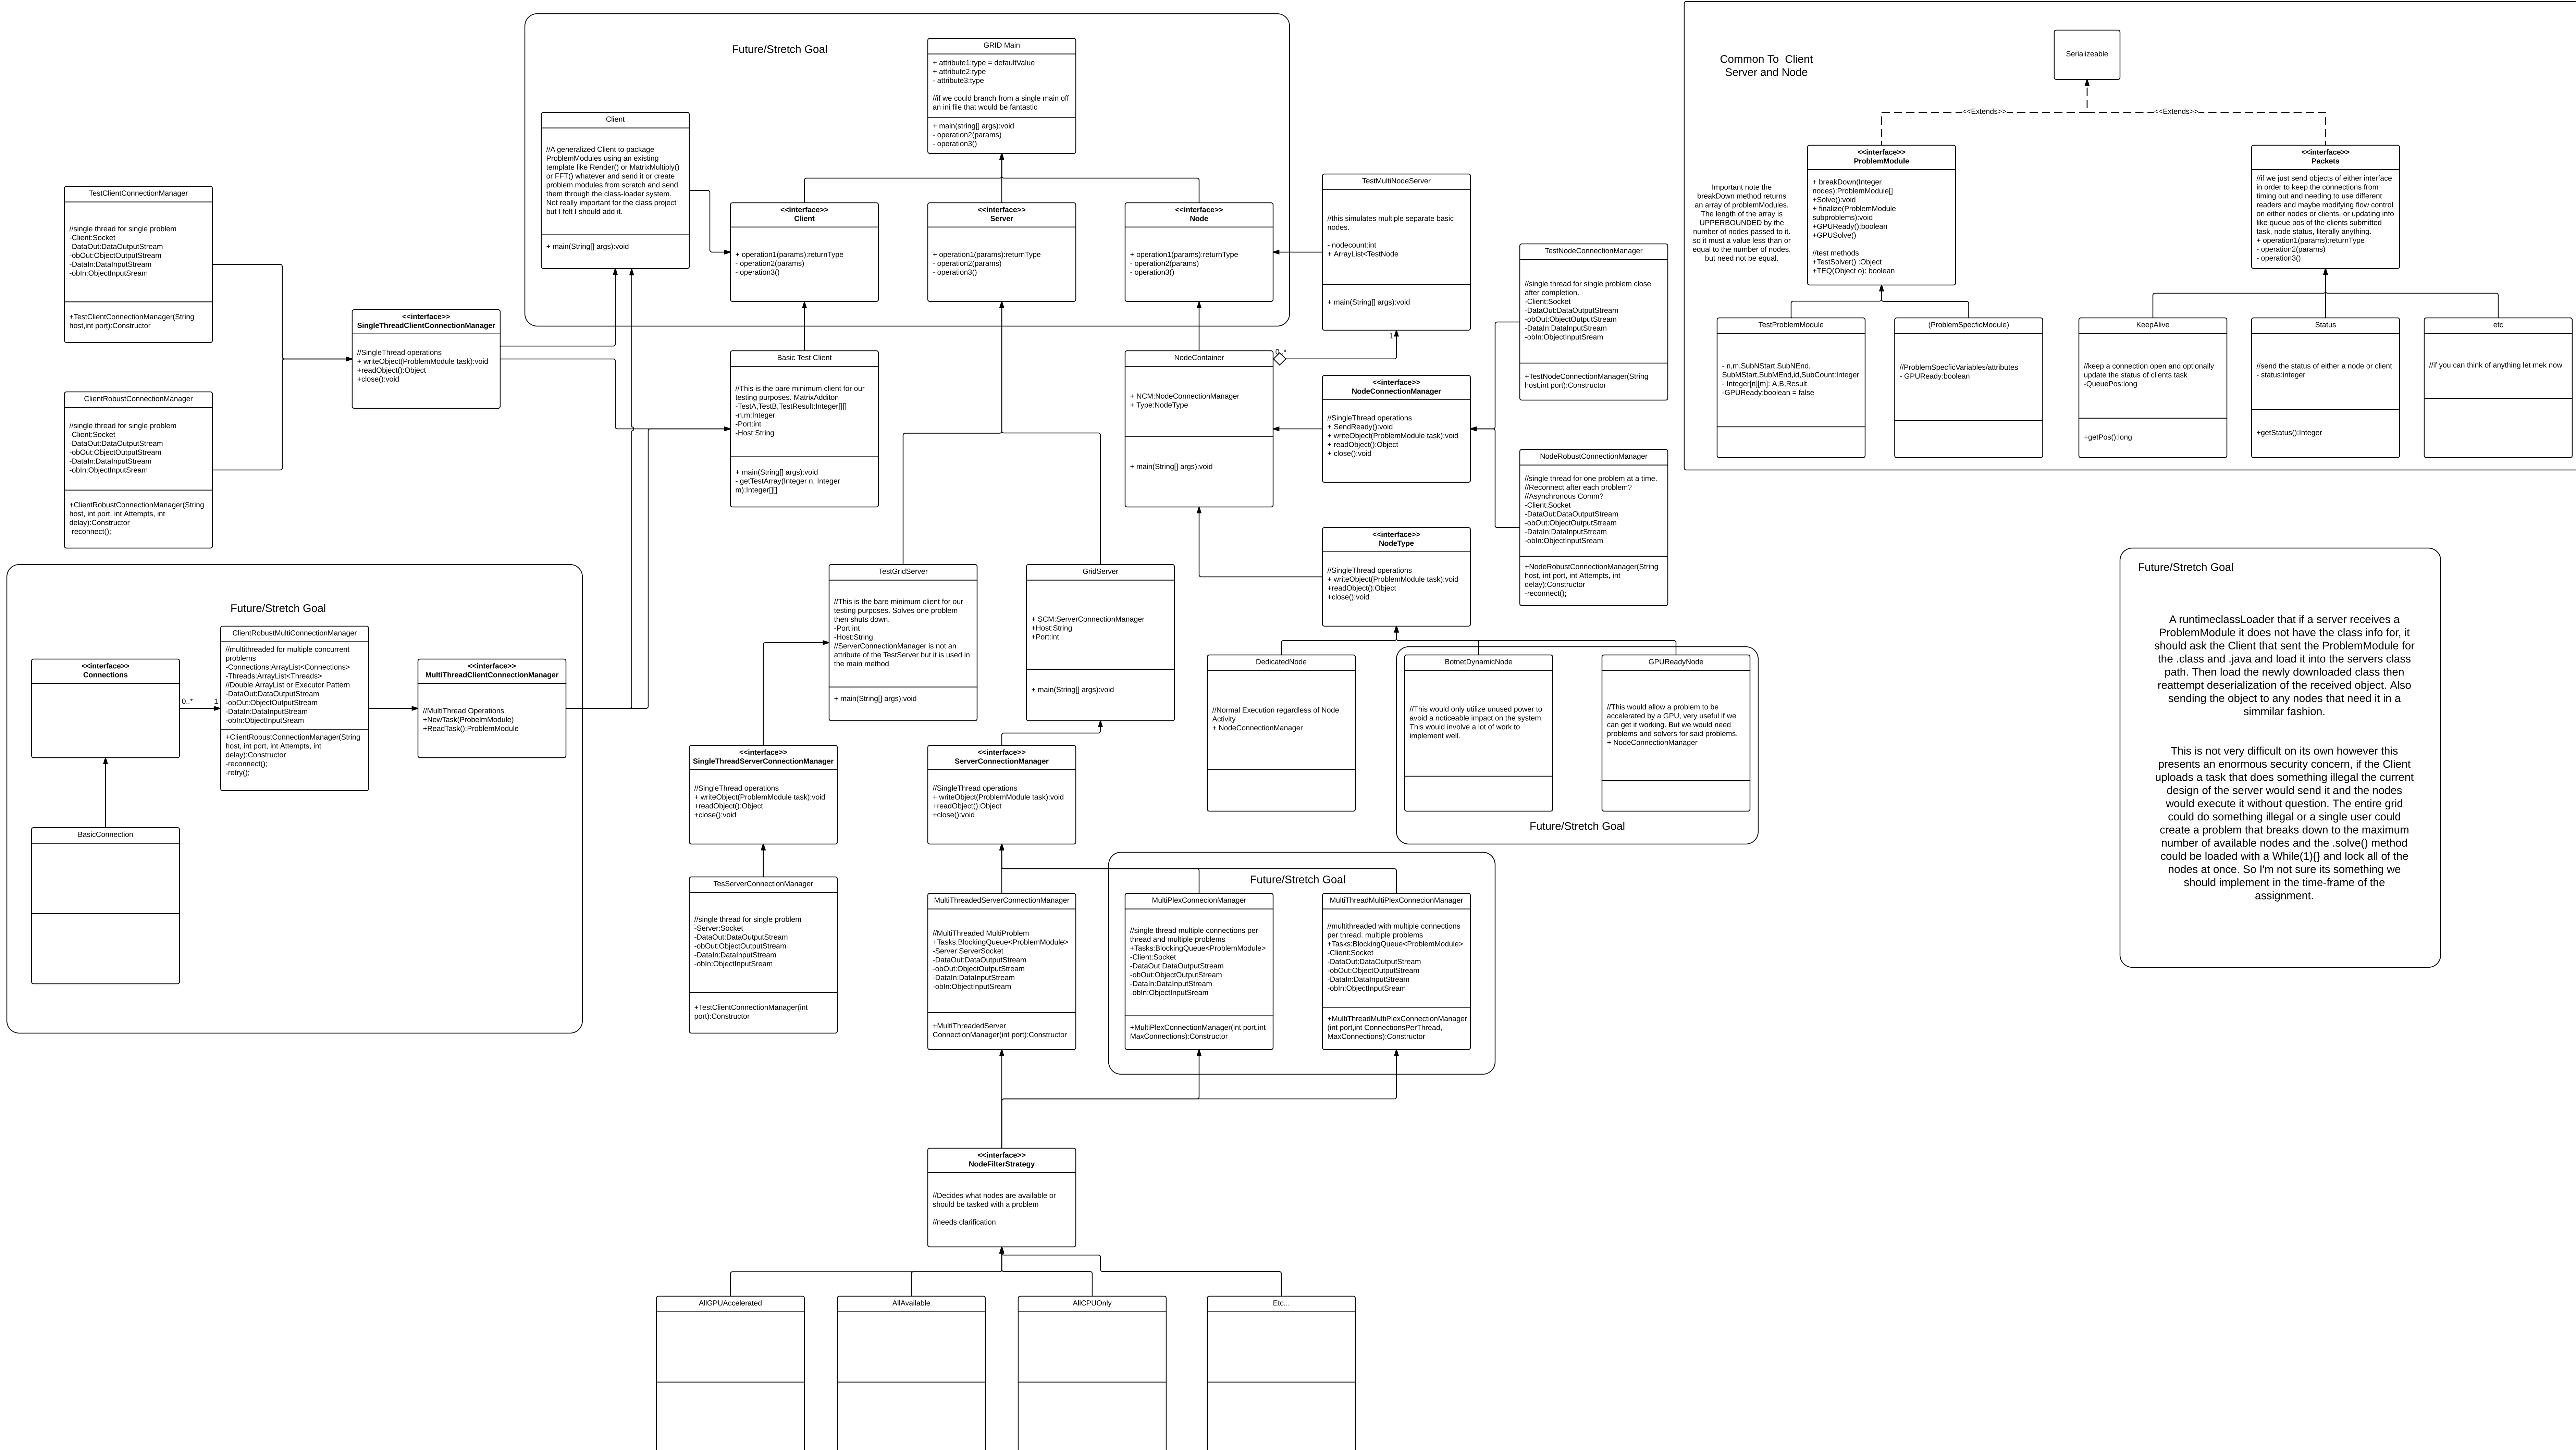 Future/Stretch Goal
GRID Main
+ attribute1:type = defaultValue
+ attribute2:type
- attribute3:type
//if we could branch from a single main off
an ini file that would be fantastic
+ main(string[] args):void
- operation2(params)
- operation3()
Client
//A generalized Client to package
ProblemModules using an existing
template like Render() or MatrixMultiply()
or FFT() whatever and send it or create
problem modules from scratch and send
them through the class-loader system.
Not really important for the class project
but I felt I should add it.
+ main(String[] args):void
<<interface>>
Client
+ operation1(params):returnType
- operation2(params)
- operation3()
<<interface>>
Server
+ operation1(params):returnType
- operation2(params)
- operation3()
<<interface>>
Node
+ operation1(params):returnType
- operation2(params)
- operation3()
TestClientConnectionManager
//single thread for single problem
-Client:Socket
-DataOut:DataOutputStream
-obOut:ObjectOutputStream
-DataIn:DataInputStream
-obIn:ObjectInputSream
+TestClientConnectionManager(String
host,int port):Constructor
ClientRobustConnectionManager
//single thread for single problem
-Client:Socket
-DataOut:DataOutputStream
-obOut:ObjectOutputStream
-DataIn:DataInputStream
-obIn:ObjectInputSream
+ClientRobustConnectionManager(String
host, int port, int Attempts, int
delay):Constructor
-reconnect();
<<interface>>
SingleThreadClientConnectionManager
//SingleThread operations
+ writeObject(ProblemModule task):void
+readObject():Object
+close():void
Basic Test Client
//This is the bare minimum client for our
testing purposes. MatrixAdditon
-TestA,TestB,TestResult:Integer[][]
-n,m:Integer
-Port:int
-Host:String
+ main(String[] args):void
- getTestArray(Integer n, Integer
m):Integer[][]
TestMultiNodeServer
//this simulates multiple separate basic
nodes.
- nodecount:int
+ ArrayList<TestNode
+ main(String[] args):void
1
0..*
NodeContainer
+ NCM:NodeConnectionManager
+ Type:NodeType
+ main(String[] args):void
<<interface>>
NodeConnectionManager
//SingleThread operations
+ SendReady():void
+ writeObject(ProblemModule task):void
+ readObject():Object
+ close():void
TestNodeConnectionManager
//single thread for single problem close
after completion.
-Client:Socket
-DataOut:DataOutputStream
-obOut:ObjectOutputStream
-DataIn:DataInputStream
-obIn:ObjectInputSream
+TestNodeConnectionManager(String
host,int port):Constructor
NodeRobustConnectionManager
//single thread for one problem at a time.
//Reconnect after each problem?
//Asynchronous Comm?
-Client:Socket
-DataOut:DataOutputStream
-obOut:ObjectOutputStream
-DataIn:DataInputStream
-obIn:ObjectInputSream
+NodeRobustConnectionManager(String
host, int port, int Attempts, int
delay):Constructor
-reconnect();
<<interface>>
NodeType
//SingleThread operations
+ writeObject(ProblemModule task):void
+readObject():Object
+close():void
DedicatedNode
//Normal Execution regardless of Node
Activity
+ NodeConnectionManager
BotnetDynamicNode
//This would only utilize unused power to
avoid a noticeable impact on the system.
This would involve a lot of work to
implement well.
GPUReadyNode
//This would allow a problem to be
accelerated by a GPU, very useful if we
can get it working. But we would need
problems and solvers for said problems.
+ NodeConnectionManager
Future/Stretch Goal
Common To Client
Server and Node
Serializeable
<<Extends>>
<<Extends>>
Important note the
breakDown method returns
an array of problemModules.
The length of the array is
UPPERBOUNDED by the
number of nodes passed to it.
so it must a value less than or
equal to the number of nodes.
but need not be equal.
<<interface>>
ProblemModule
+ breakDown(Integer
nodes):ProblemModule[]
+Solve():void
+ finalize(ProblemModule
subproblems):void
+GPUReady():boolean
+GPUSolve()
//test methods
+TestSolver() :Object
+TEQ(Object o): boolean
<<interface>>
Packets
//if we just send objects of either interface
in order to keep the connections from
timing out and needing to use different
readers and maybe modifying flow control
on either nodes or clients. or updating info
like queue pos of the clients submitted
task, node status, literally anything.
+ operation1(params):returnType
- operation2(params)
- operation3()
TestProblemModule
- n,m,SubNStart,SubNEnd,
SubMStart,SubMEnd,id,SubCount:Integer
- Integer[n][m]: A,B,Result
-GPUReady:boolean = false
(ProblemSpecficModule)
//ProblemSpecficVariables/attributes
- GPUReady:boolean
KeepAlive
//keep a connection open and optionally
update the status of clients task
-QueuePos:long
+getPos():long
Status
//send the status of either a node or client
- status:integer
+getStatus():Integer
etc
//if you can think of anything let mek now
Future/Stretch Goal
A runtimeclassLoader that if a server receives a
ProblemModule it does not have the class info for, it
should ask the Client that sent the ProblemModule for
the .class and .java and load it into the servers class
path. Then load the newly downloaded class then
reattempt deserialization of the received object. Also
sending the object to any nodes that need it in a
simmilar fashion.
This is not very difficult on its own however this
presents an enormous security concern, if the Client
uploads a task that does something illegal the current
design of the server would send it and the nodes
would execute it without question. The entire grid
could do something illegal or a single user could
create a problem that breaks down to the maximum
number of available nodes and the .solve() method
could be loaded with a While(1){} and lock all of the
nodes at once. So I'm not sure its something we
should implement in the time-frame of the
assignment.
Future/Stretch Goal
<<interface>>
Connections
0..*
1
BasicConnection
ClientRobustMultiConnectionManager
//multithreaded for multiple concurrent
problems
-Connections:ArrayList<Connections>
-Threads:ArrayList<Threads>
//Double ArrayList or Executor Pattern
-DataOut:DataOutputStream
-obOut:ObjectOutputStream
-DataIn:DataInputStream
-obIn:ObjectInputSream
+ClientRobustConnectionManager(String
host, int port, int Attempts, int
delay):Constructor
-reconnect();
-retry();
<<interface>>
MultiThreadClientConnectionManager
//MultiThread Operations
+NewTask(ProbelmModule)
+ReadTask():ProblemModule
TestGridServer
//This is the bare minimum client for our
testing purposes. Solves one problem
then shuts down.
-Port:int
-Host:String
//ServerConnectionManager is not an
attribute of the TestServer but it is used in
the main method
+ main(String[] args):void
GridServer
+ SCM:ServerConnectionManager
+Host:String
+Port:int
+ main(String[] args):void
<<interface>>
SingleThreadServerConnectionManager
//SingleThread operations
+ writeObject(ProblemModule task):void
+readObject():Object
+close():void
<<interface>>
ServerConnectionManager
//SingleThread operations
+ writeObject(ProblemModule task):void
+readObject():Object
+close():void
TesServerConnectionManager
//single thread for single problem
-Server:Socket
-DataOut:DataOutputStream
-obOut:ObjectOutputStream
-DataIn:DataInputStream
-obIn:ObjectInputSream
+TestClientConnectionManager(int
port):Constructor
MultiThreadedServerConnectionManager
//MultiThreaded MultiProblem
+Tasks:BlockingQueue<ProblemModule>
-Server:ServerSocket
-DataOut:DataOutputStream
-obOut:ObjectOutputStream
-DataIn:DataInputStream
-obIn:ObjectInputSream
+MultiThreadedServer
ConnectionManager(int port):Constructor
Future/Stretch Goal
MultiPlexConnecionManager
//single thread multiple connections per
thread and multiple problems
+Tasks:BlockingQueue<ProblemModule>
-Client:Socket
-DataOut:DataOutputStream
-obOut:ObjectOutputStream
-DataIn:DataInputStream
-obIn:ObjectInputSream
+MultiPlexConnectionManager(int port,int
MaxConnections):Constructor
MultiThreadMultiPlexConnecionManager
//multithreaded with multiple connections
per thread. multiple problems
+Tasks:BlockingQueue<ProblemModule>
-Client:Socket
-DataOut:DataOutputStream
-obOut:ObjectOutputStream
-DataIn:DataInputStream
-obIn:ObjectInputSream
+MultiThreadMultiPlexConnectionManager
(int port,int ConnectionsPerThread,
MaxConnections):Constructor
<<interface>>
NodeFilterStrategy
//Decides what nodes are available or
should be tasked with a problem
//needs clarification
AllGPUAccelerated
AllAvailable
AllCPUOnly
Etc...